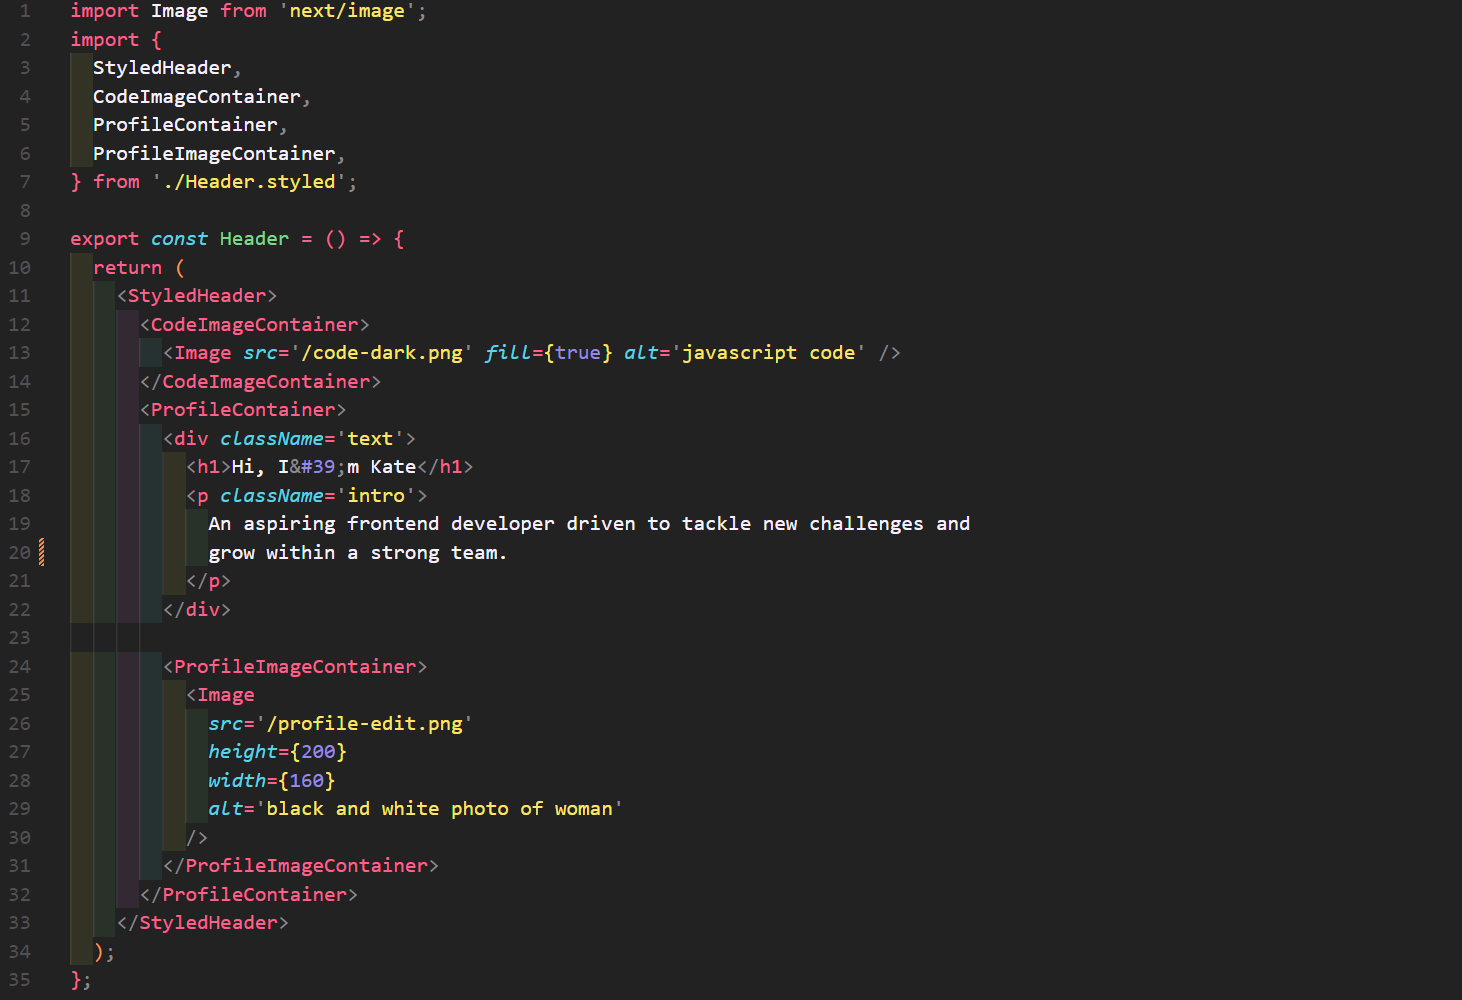 1 import Image from 'next/image';
2 import {
3   StyledHeader,
4   CodeImageContainer,
5   ProfileContainer,
6   ProfileImageContainer,
7 } from './Header.styled';
8
9 export const Header = () => {
10   return (
11     <StyledHeader>
12       <CodeImageContainer>
13         <Image src='/code-dark.png' fill={true} alt='javascript code' />
14       </CodeImageContainer>
15       <ProfileContainer>
16         <div className='text'>
17           <h1>Hi, I&#39;m Kate</h1>
18           <p className='intro'>
19             An aspiring frontend developer driven to tackle new challenges and
20             grow within a strong team.
21           </p>
22         </div>
23
24         <ProfileImageContainer>
25           <Image
26             src='/profile-edit.png'
27             height={200}
28             width={160}
29             alt='black and white photo of woman'
30           />
31         </ProfileImageContainer>
32       </ProfileContainer>
33     </StyledHeader>
34   );
35 };